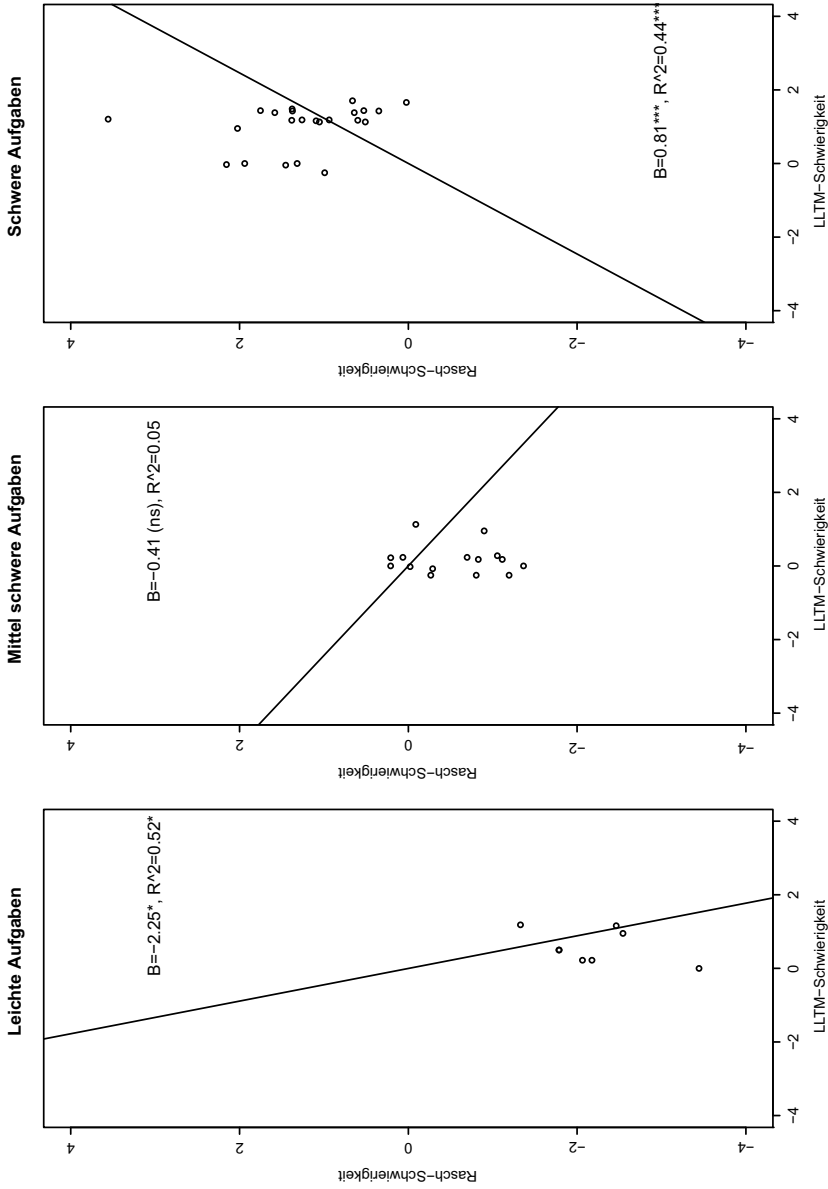 Leichte Aufgaben
B=−2.25*, R^2=0.52*
4
2
0
−2
−4
Rasch−Schwierigkeit
−4 −2 0 2 4
LLTM−Schwierigkeit
Mittel schwere Aufgaben
B=−0.41 (ns), R^2=0.05
4
2
0
−2
−4
Rasch−Schwierigkeit
−4 −2 0 2 4
LLTM−Schwierigkeit
Schwere Aufgaben
4
2
0
−2
−4
Rasch−Schwierigkeit
B=0.81***, R^2=0.44***
−4 −2 0 2 4
LLTM−Schwierigkeit